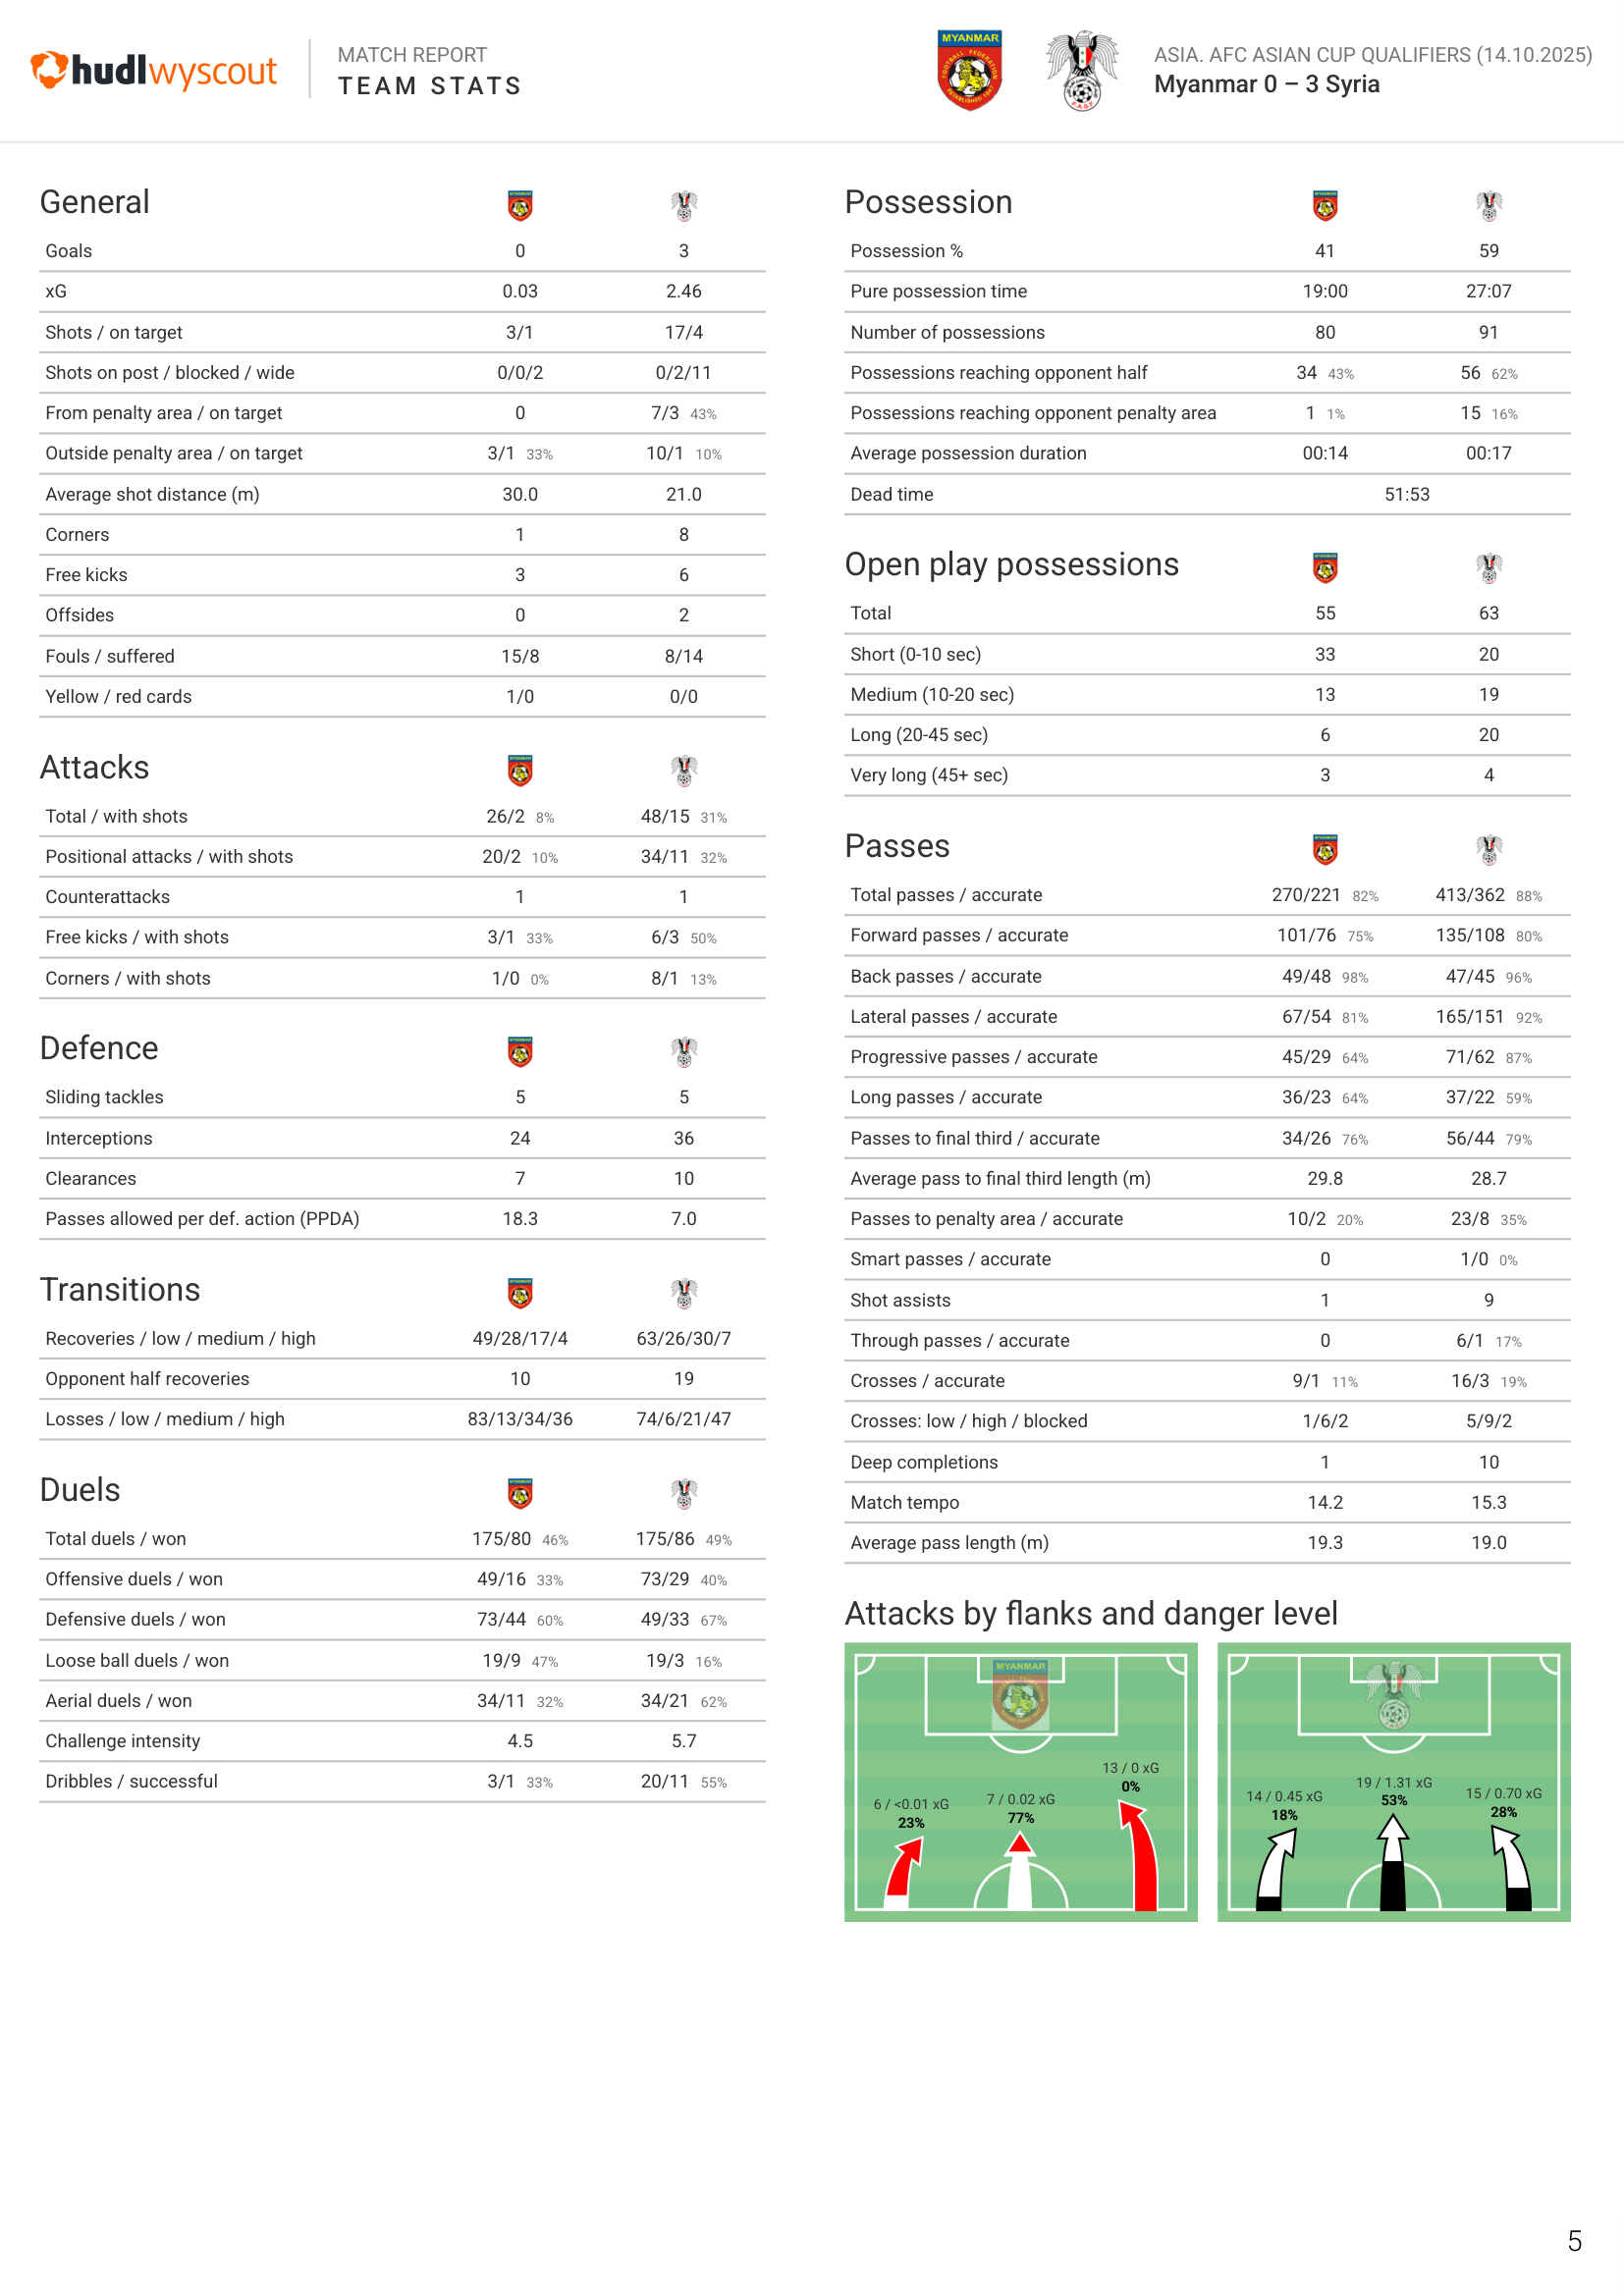 hudl wyscout
MATCH REPORT
TEAM STATS
MYANMAR
ASIA. AFC ASIAN CUP QUALIFIERS (14.10.2025)
Myanmar 0 – 3 Syria
General
Goals 0 3
xG 0.03 2.46
Shots / on target 3/1 17/4
Shots on post / blocked / wide 0/0/2 0/2/11
From penalty area / on target 0 7/3 43%
Outside penalty area / on target 3/1 33% 10/1 10%
Average shot distance (m) 30.0 21.0
Corners 1 8
Free kicks 3 6
Offsides 0 2
Fouls / suffered 15/8 8/14
Yellow / red cards 1/0 0/0
Attacks
Total / with shots 26/2 8% 48/15 31%
Positional attacks / with shots 20/2 10% 34/11 32%
Counterattacks 1 1
Free kicks / with shots 3/1 33% 6/3 50%
Corners / with shots 1/0 0% 8/1 13%
Defence
Sliding tackles 5 5
Interceptions 24 36
Clearances 7 10
Passes allowed per def. action (PPDA) 18.3 7.0
Transitions
Recoveries / low / medium / high 49/28/17/4 63/26/30/7
Opponent half recoveries 10 19
Losses / low / medium / high 83/13/34/36 74/6/21/47
Duels
Total duels / won 175/80 46% 175/86 49%
Offensive duels / won 49/16 33% 73/29 40%
Defensive duels / won 73/44 60% 49/33 67%
Loose ball duels / won 19/9 47% 19/3 16%
Aerial duels / won 34/11 32% 34/21 62%
Challenge intensity 4.5 5.7
Dribbles / successful 3/1 33% 20/11 55%
Possession
Possession % 41 59
Pure possession time 19:00 27:07
Number of possessions 80 91
Possessions reaching opponent half 34 43% 56 62%
Possessions reaching opponent penalty area 1 1% 15 16%
Average possession duration 00:14 00:17
Dead time 51:53
Open play possessions
Total 55 63
Short (0-10 sec) 33 20
Medium (10-20 sec) 13 19
Long (20-45 sec) 6 20
Very long (45+ sec) 3 4
Passes
Total passes / accurate 270/221 82% 413/362 88%
Forward passes / accurate 101/76 75% 135/108 80%
Back passes / accurate 49/48 98% 47/45 96%
Lateral passes / accurate 67/54 81% 165/151 92%
Progressive passes / accurate 45/29 64% 71/62 87%
Long passes / accurate 36/23 64% 37/22 59%
Passes to final third / accurate 34/26 76% 56/44 79%
Average pass to final third length (m) 29.8 28.7
Passes to penalty area / accurate 10/2 20% 23/8 35%
Smart passes / accurate 0 1/0 0%
Shot assists 1 9
Through passes / accurate 0 6/1 17%
Crosses / accurate 9/1 11% 16/3 19%
Crosses: low / high / blocked 1/6/2 5/9/2
Deep completions 1 10
Match tempo 14.2 15.3
Average pass length (m) 19.3 19.0
Attacks by flanks and danger level
MYANMAR
6 / <0.01 xG
23%
7 / 0.02 xG
77%
13 / 0 xG
0%
14 / 0.45 xG
18%
19 / 1.31 xG
53%
15 / 0.70 xG
28%
5